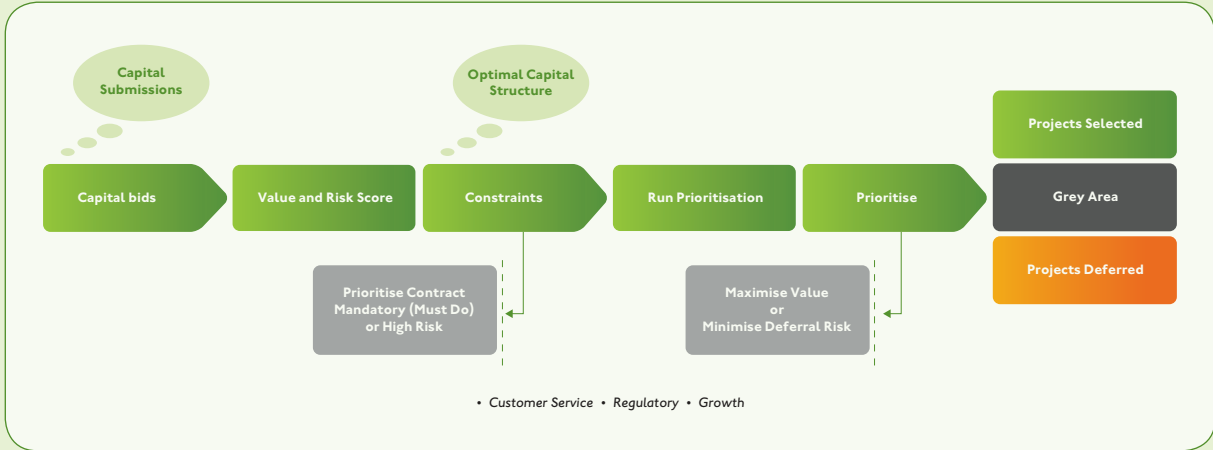 Capital
Submissions
Optimal Capital
Structure
Capital bids
Value and Risk Score
Constraints
Run Prioritisation
Prioritise
Projects Selected
Grey Area
Projects Deferred
Prioritise Contract
Mandatory (Must Do)
or High Risk
Maximise Value
or
Minimise Deferral Risk
• Customer Service • Regulatory • Growth